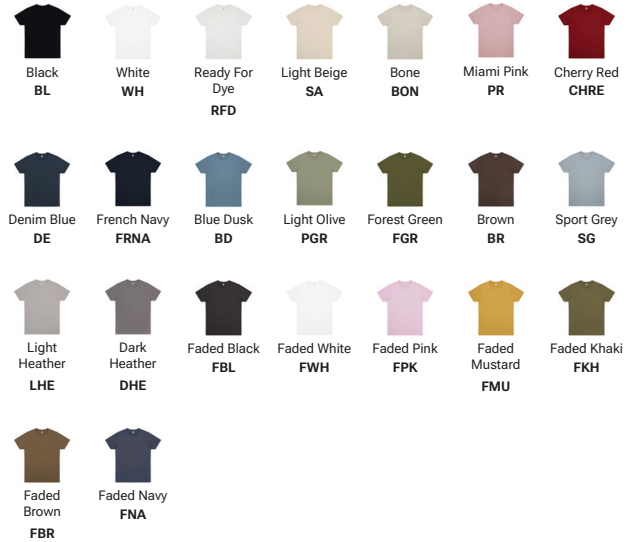 Black
BL
White
WH
Ready For
Dye
RFD
Light Beige
SA
Bone
BON
Miami Pink
PR
Cherry Red
CHRE
Denim Blue
DE
French Navy
FRNA
Blue Dusk
BD
Light Olive
PGR
Forest Green
FGR
Brown
BR
Sport Grey
SG
Light
Heather
LHE
Dark
Heather
DHE
Faded Black
FBL
Faded White
FWH
Faded Pink
FPK
Faded
Mustard
FMU
Faded Khaki
FKH
Faded
Brown
FBR
Faded Navy
FNA